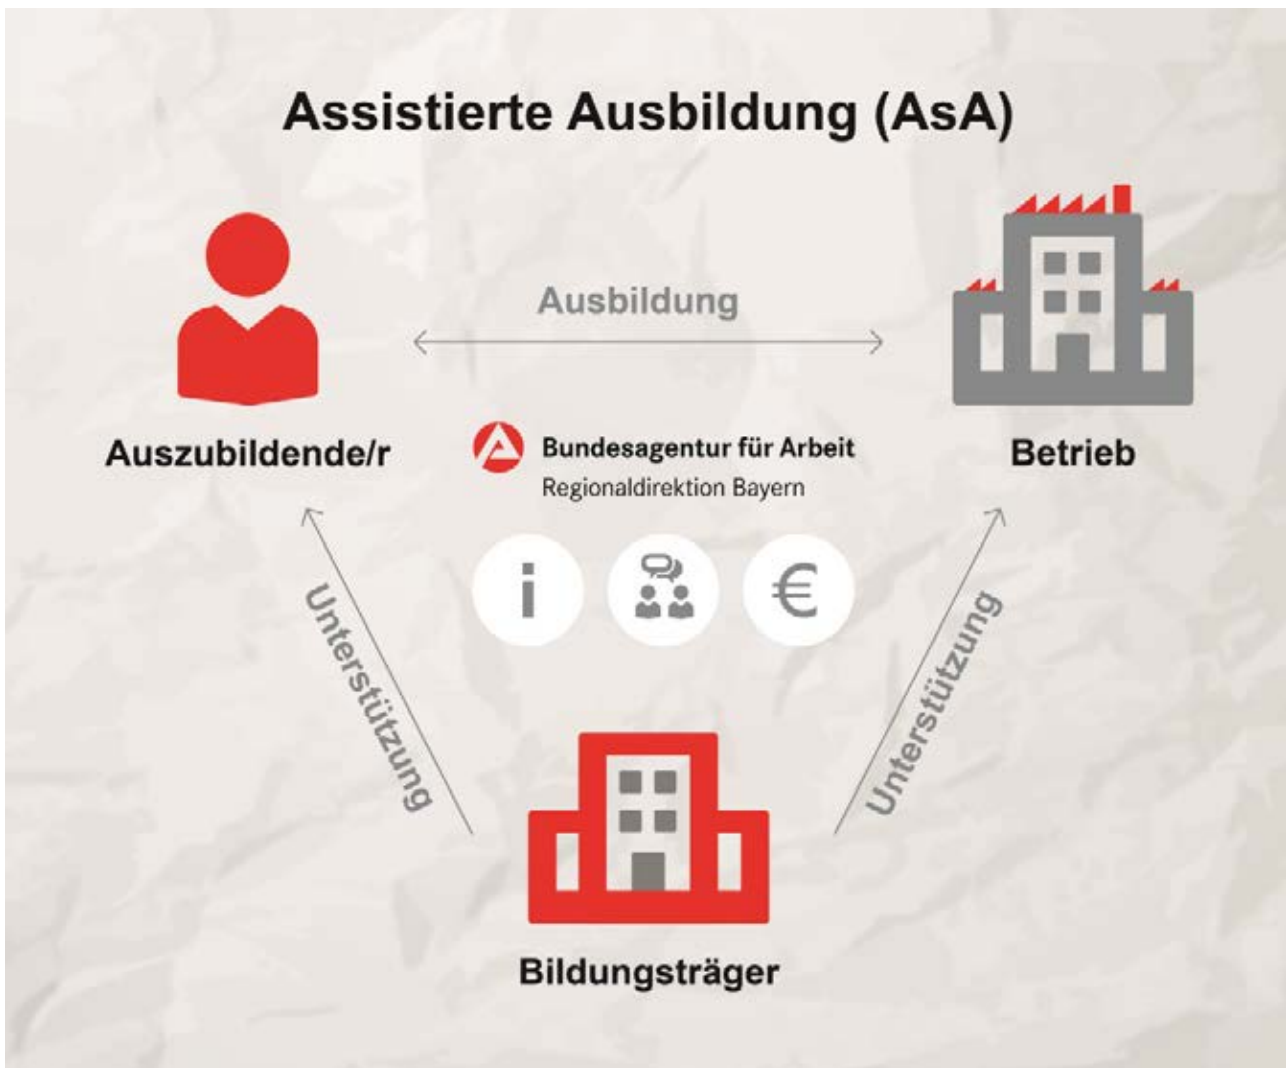 Assistierte Ausbildung (AsA)
Ausbildung
Auszubildende/r
Bundesagentur für Arbeit
Regionaldirektion Bayern
Betrieb
i
€
Unterstützung
Unterstützung
Bildungsträger